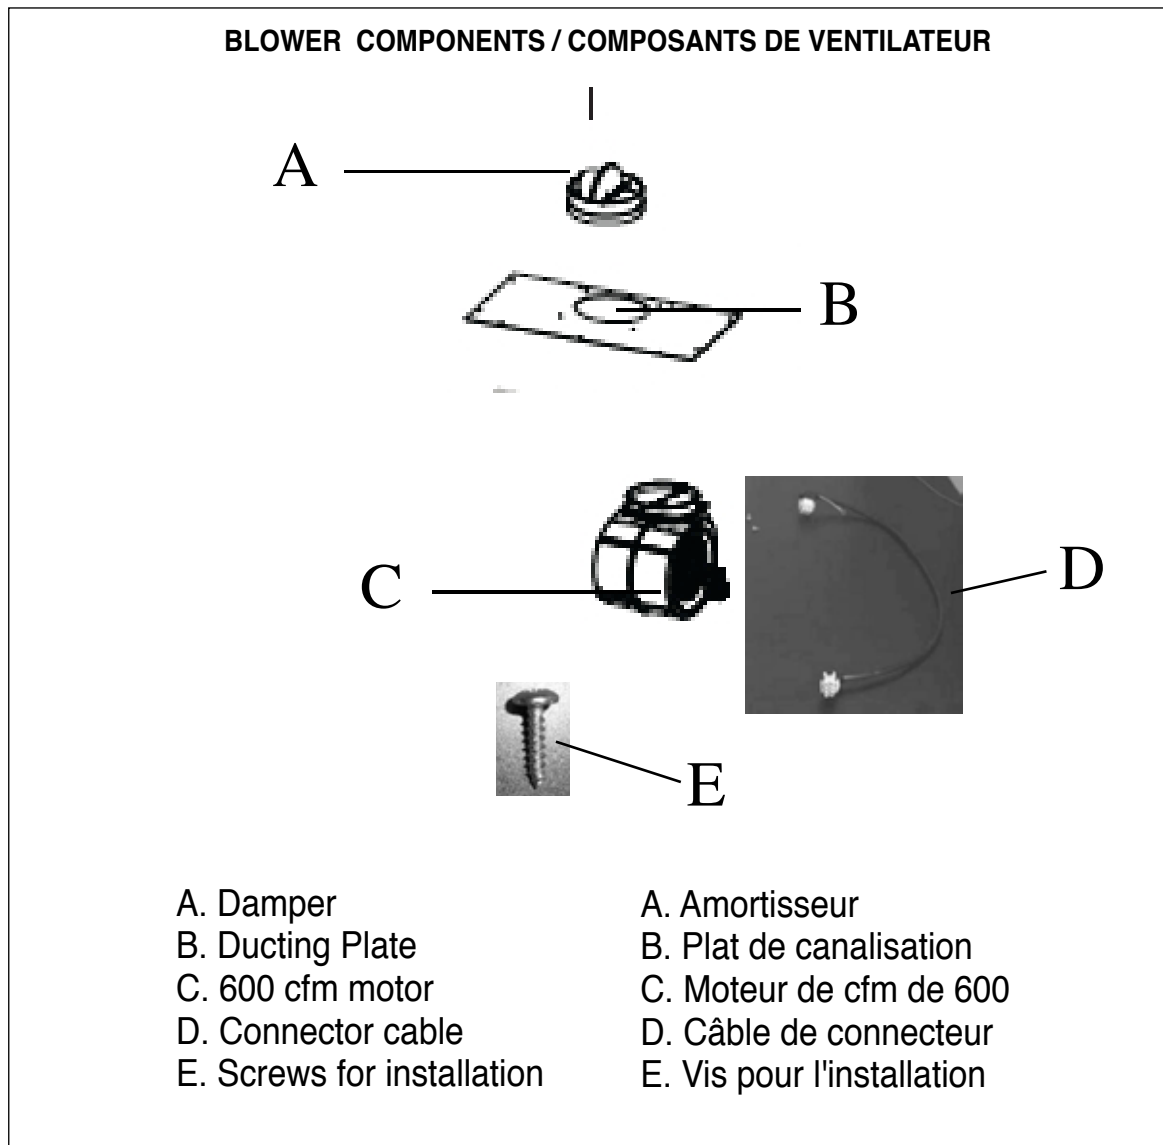 BLOWER COMPONENTS / COMPOSANTS DE VENTILATEUR
A
B
C
D
E
A. Damper
B. Ducting Plate
C. 600 cfm motor
D. Connector cable
E. Screws for installation
A. Amortisseur
B. Plat de canalisation
C. Moteur de cfm de 600
D. Câble de connecteur
E. Vis pour l'installation